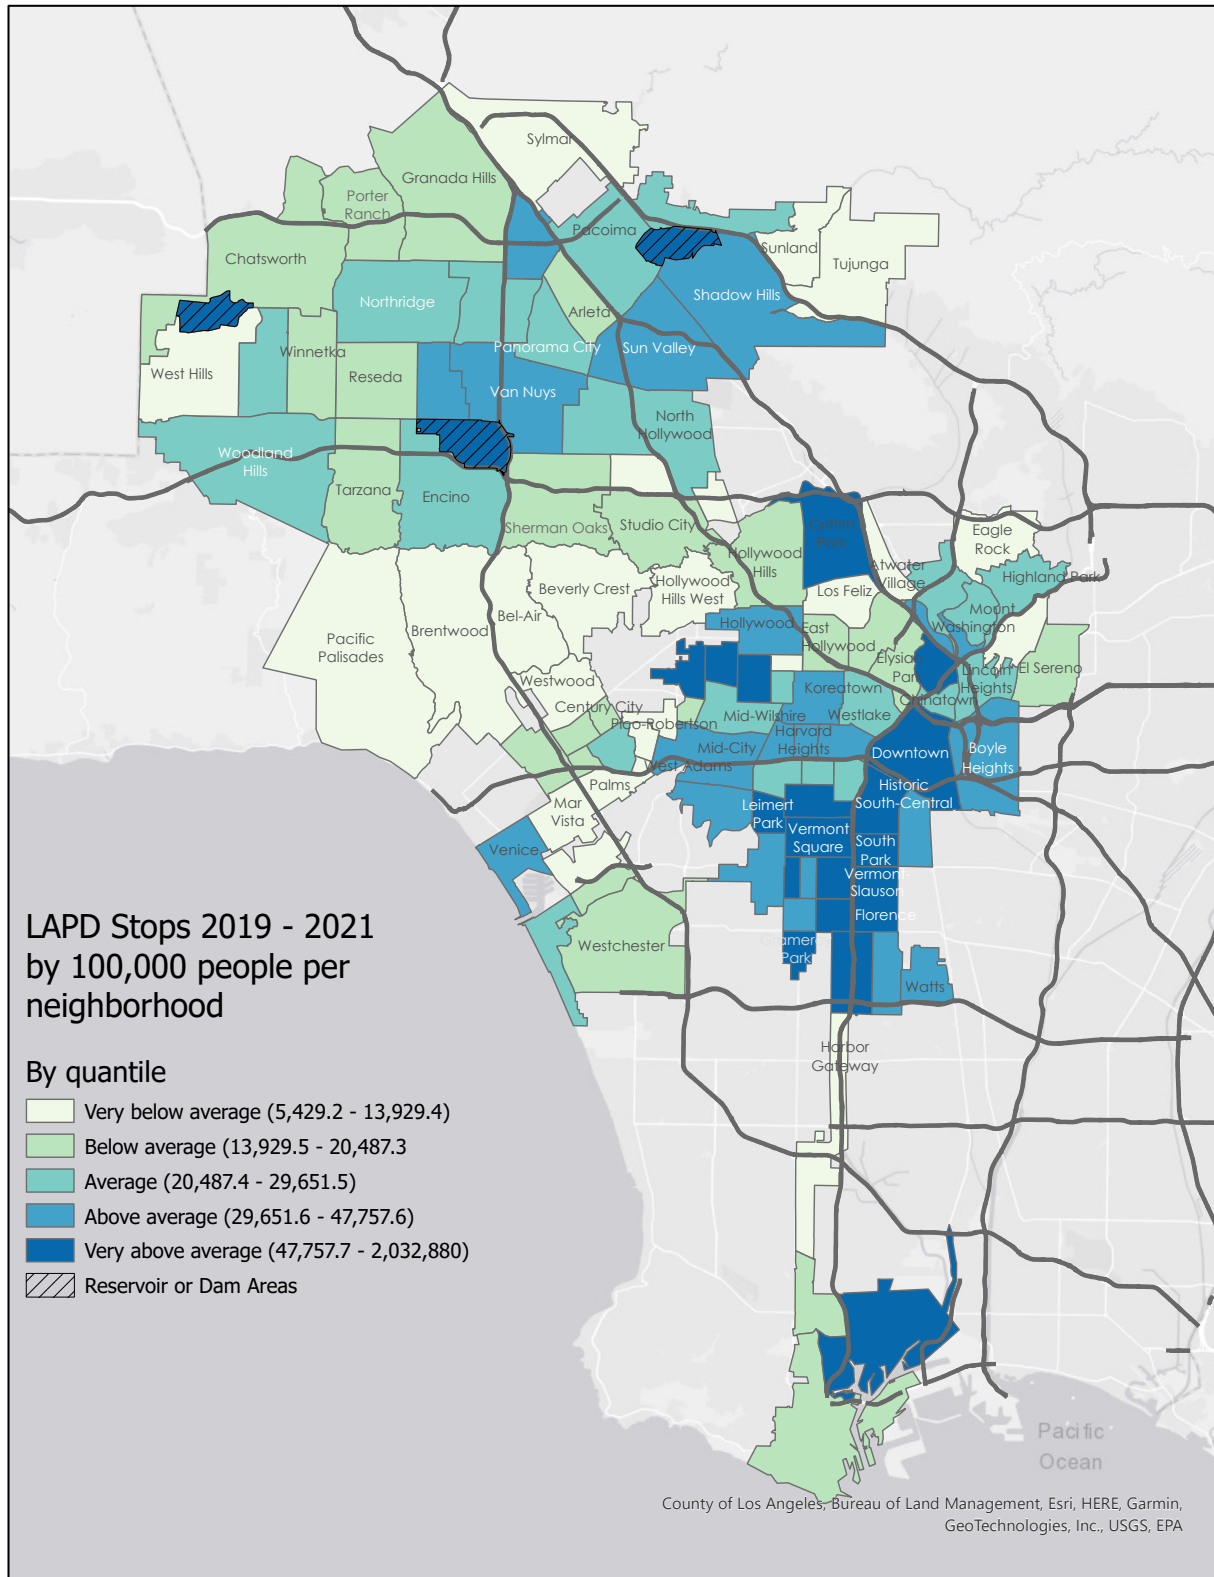 Sylmar
Granada Hills
Porter
Ranch
Pacoima
Sunland
Tujunga
Chatsworth
Shadow Hills
Northridge
Arleta
Panorama City
Sun Valley
Winnetka
West Hills
Reseda
Van Nuys
North
Hollywood
Woodland
Hills
Tarzana
Encino
Sherman Oaks
Studio City
Griffith
Park
Eagle
Rock
Hollywood
Hills
Atwater
Village
Highland Park
Beverly Crest
Hollywood
Hills West
Los Feliz
Bel-Air
Mount
Washington
Hollywood
East
Hollywood
Pacific
Palisades
Brentwood
Elysian
Park
Lincoln
Heights
El Sereno
Westwood
Koreatown
Chinatown
Century City
Pico-Robertson
Mid-Wilshire
Westlake
Harvard
Heights
Mid-City
West Adams
Downtown
Boyle
Heights
Palms
Historic
South-Central
Mar
Vista
Leimert
Park
Vermont
Square
South
Park
Venice
Vermont-
Slauson
Florence
Westchester
Gramercy
Park
Watts
Harbor
Gateway
LAPD Stops 2019 - 2021
by 100,000 people per
neighborhood
By quantile
Very below average (5,429.2 - 13,929.4)
Below average (13,929.5 - 20,487.3
Average (20,487.4 - 29,651.5)
Above average (29,651.6 - 47,757.6)
Very above average (47,757.7 - 2,032,880)
Reservoir or Dam Areas
Pacific
Ocean
County of Los Angeles, Bureau of Land Management, Esri, HERE, Garmin,
GeoTechnologies, Inc., USGS, EPA